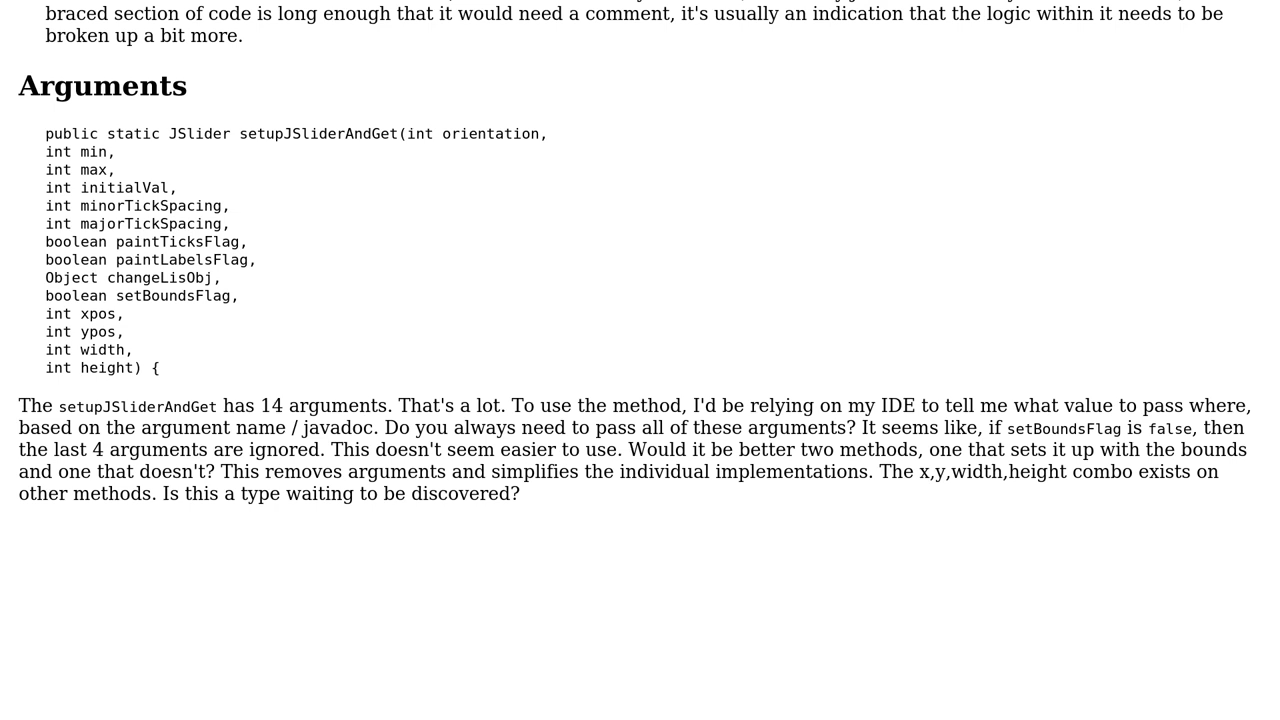 braced section of code is long enough that it would need a comment, it's usually an indication that the logic within it needs to be
broken up a bit more.
Arguments
public static JSlider setupJSliderAndGet(int orientation,
int min,
int max,
int initialVal,
int minorTickSpacing,
int majorTickSpacing,
boolean paintTicksFlag,
boolean paintLabelsFlag,
Object changeLisObj,
boolean setBoundsFlag,
int xpos,
int ypos,
int width,
int height) {
The setupJSliderAndGet has 14 arguments. That's a lot. To use the method, I'd be relying on my IDE to tell me what value to pass where,
based on the argument name / javadoc. Do you always need to pass all of these arguments? It seems like, if setBoundsFlag is false, then
the last 4 arguments are ignored. This doesn't seem easier to use. Would it be better two methods, one that sets it up with the bounds
and one that doesn't? This removes arguments and simplifies the individual implementations. The x,y,width,height combo exists on
other methods. Is this a type waiting to be discovered?